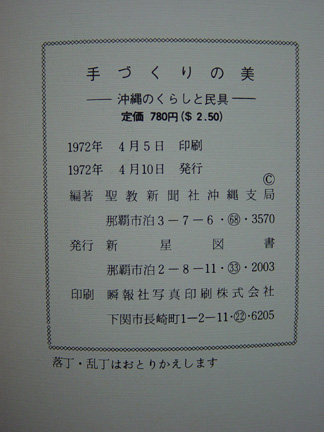 手づくりの美
── 沖縄のくらしと民具 ──
定価 780円($ 2.50)
1972年 4月5日 印刷
1972年 4月10日 発行
Ⓒ
編著 聖教新聞社沖縄支局
那覇市泊3-7-6・㊽・3570
発行 新星図書
那覇市泊2-8-11・㉝・2003
印刷 瞬報社写真印刷株式会社
下関市長崎町1-2-11・㉒・6205
落丁・乱丁はおとりかえします